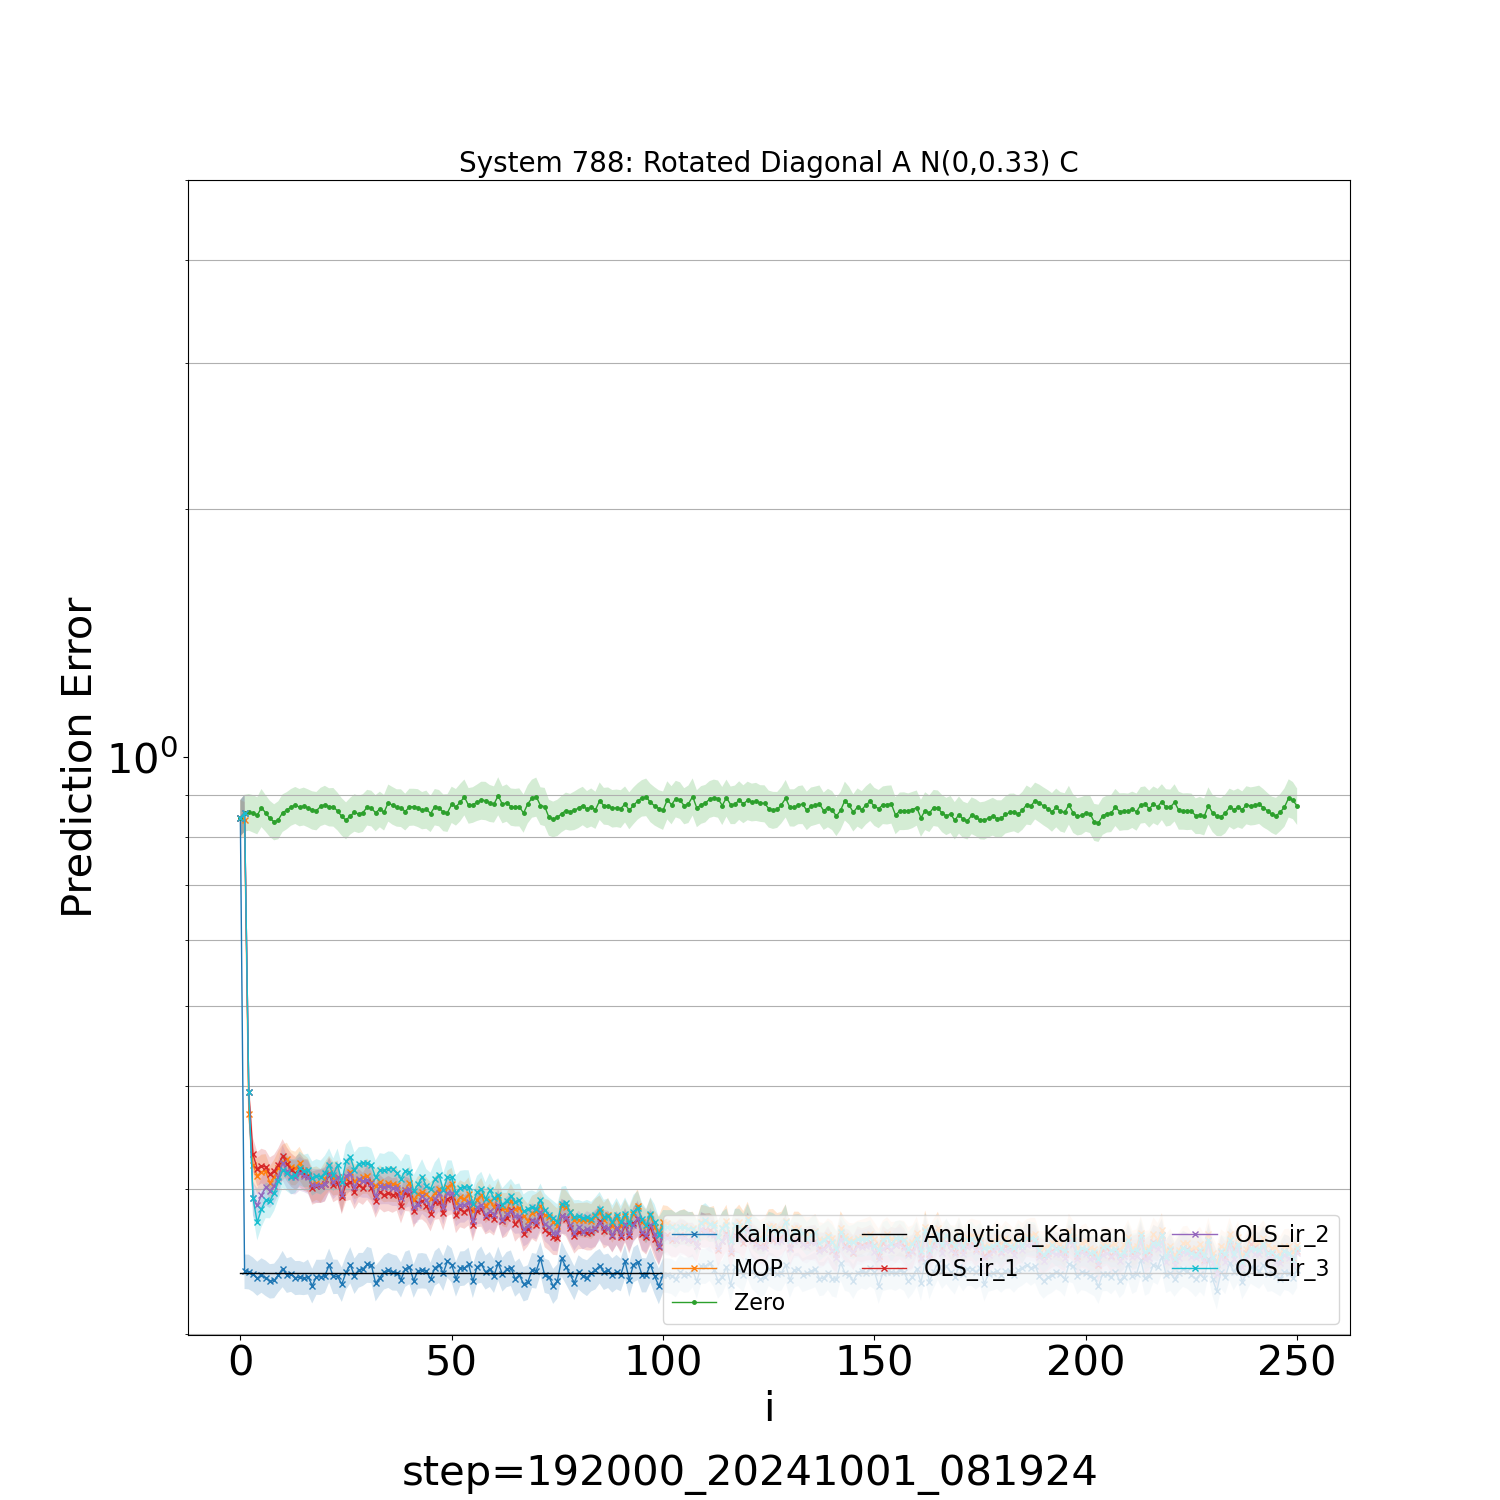 System 788: Rotated Diagonal A N(0,0.33) C
Prediction Error
10⁰
Kalman
MOP
Zero
Analytical_Kalman
OLS_ir_1
OLS_ir_2
OLS_ir_3
0 50 100 150 200 250
i
step=192000_20241001_081924